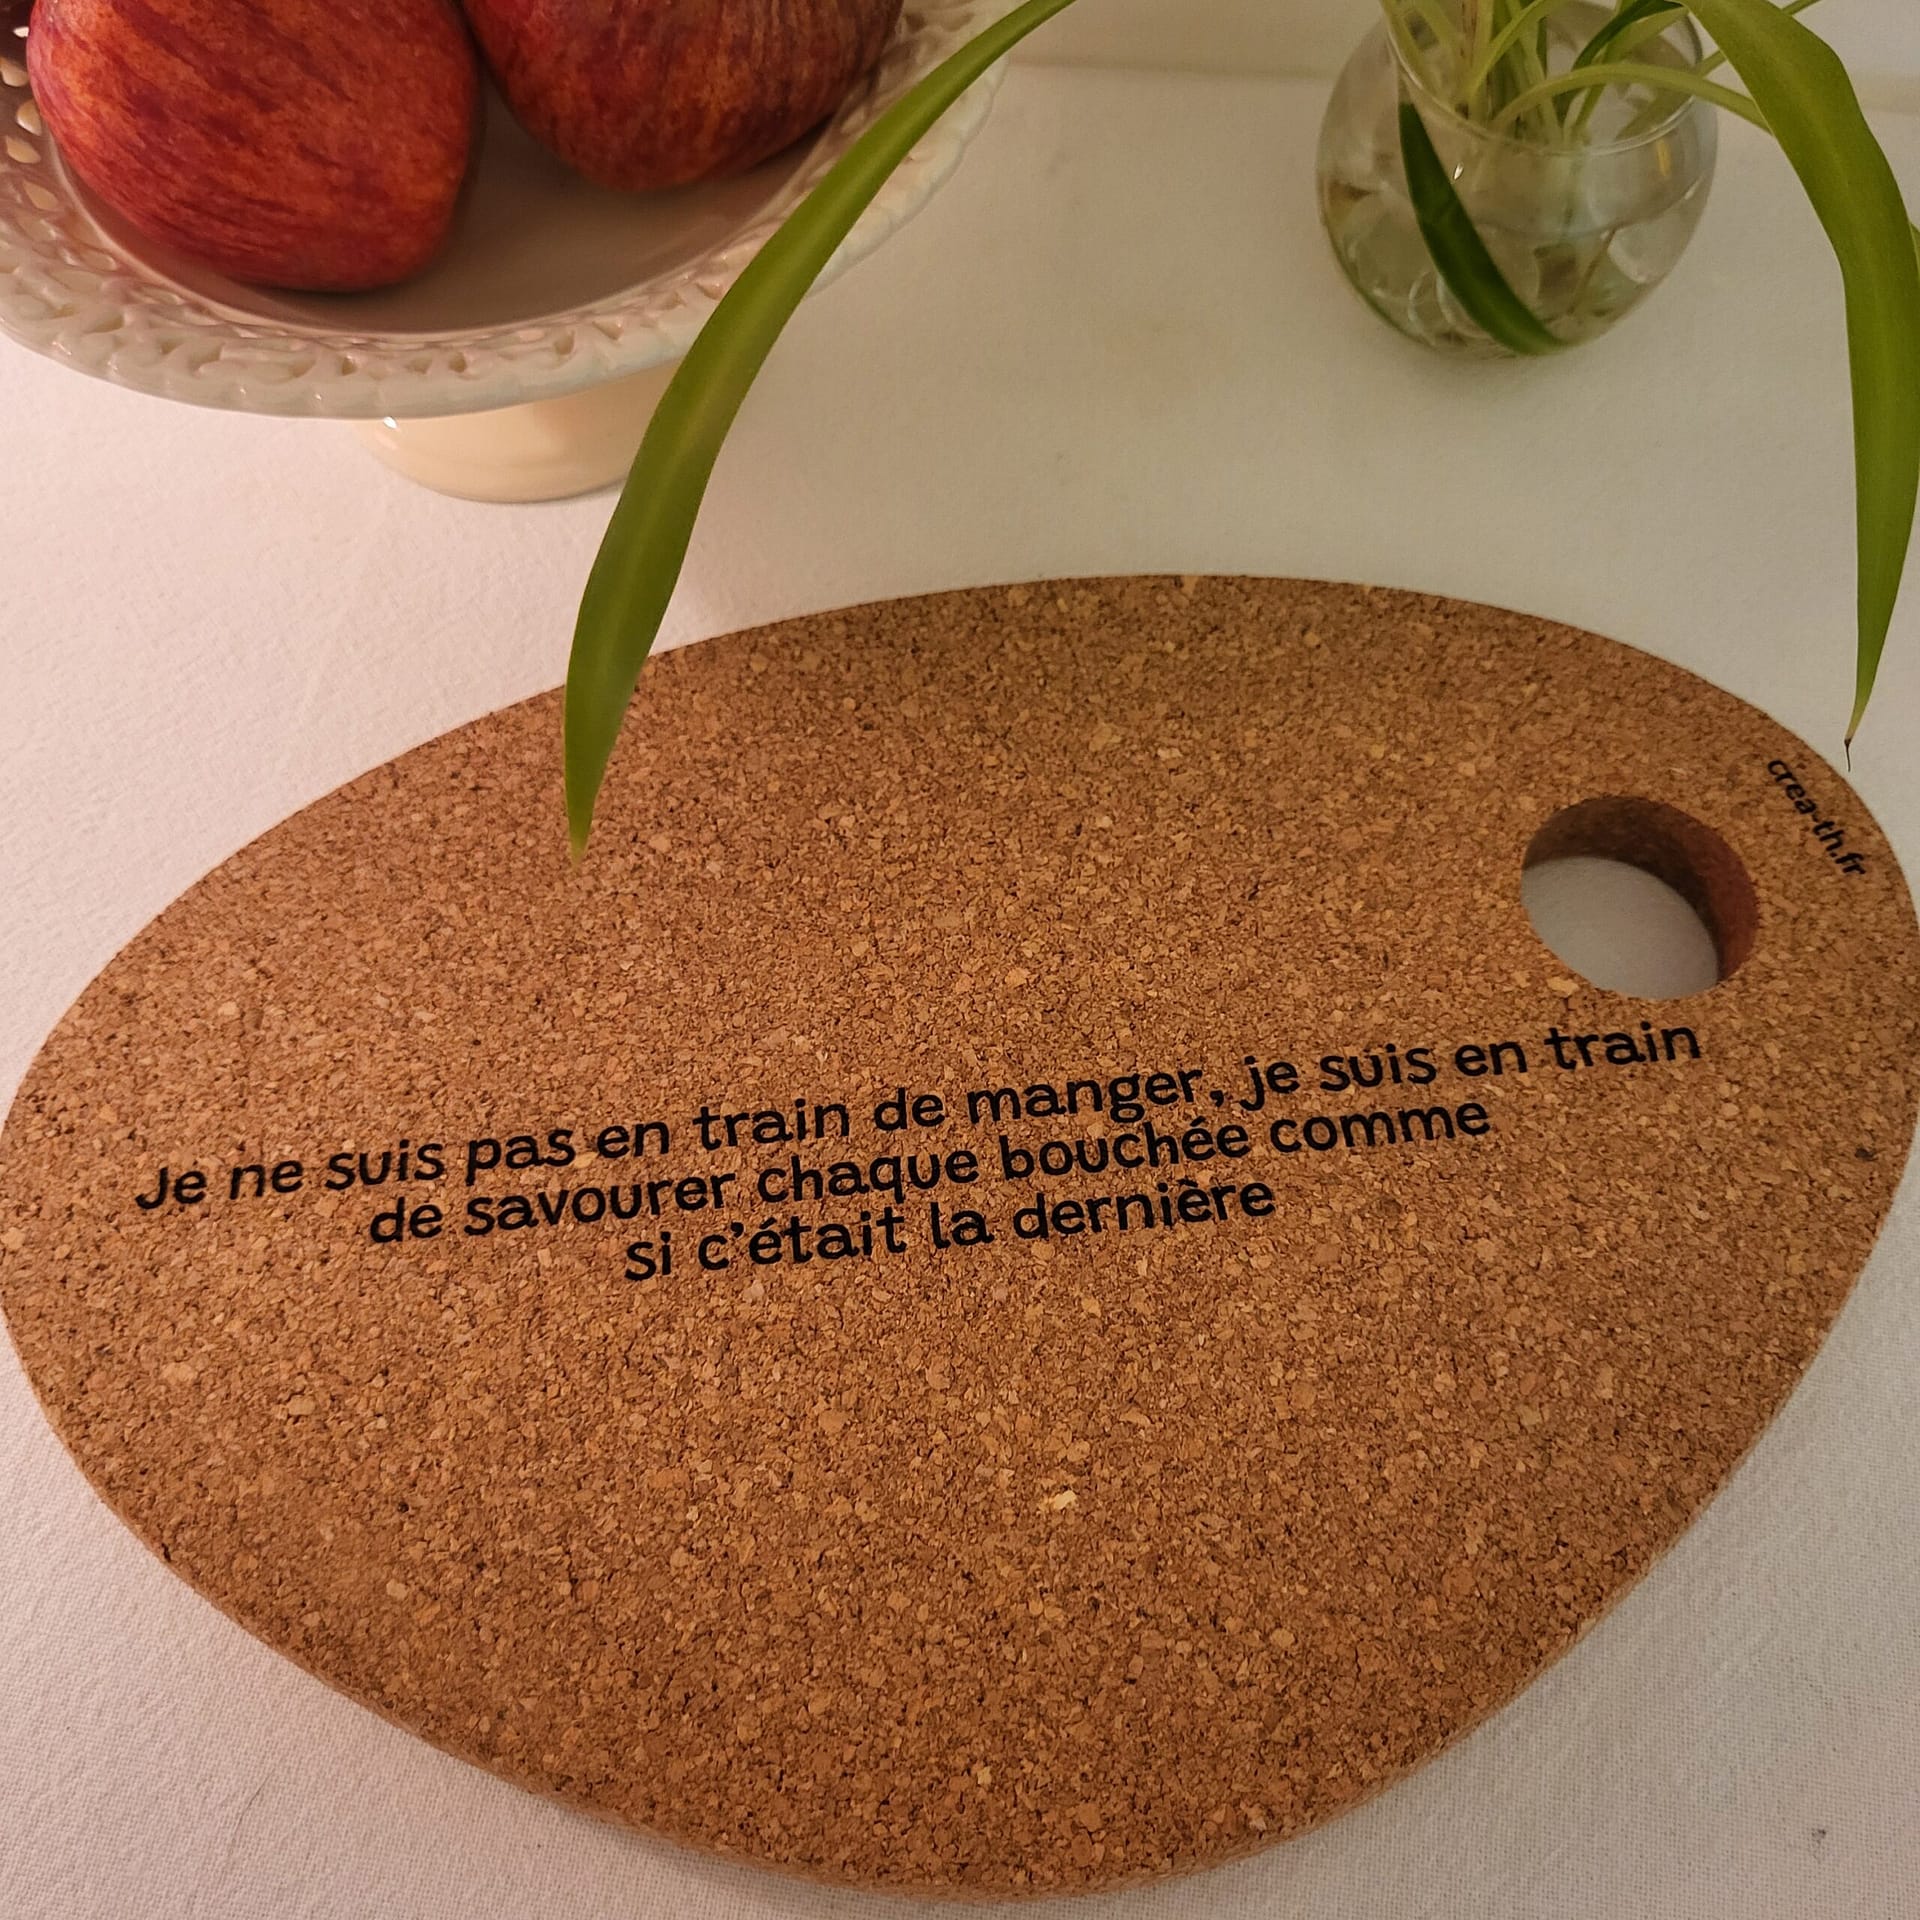 crea-th.fr
Je ne suis pas en train de manger, je suis en train
de savourer chaque bouchée comme
si c'était la dernière